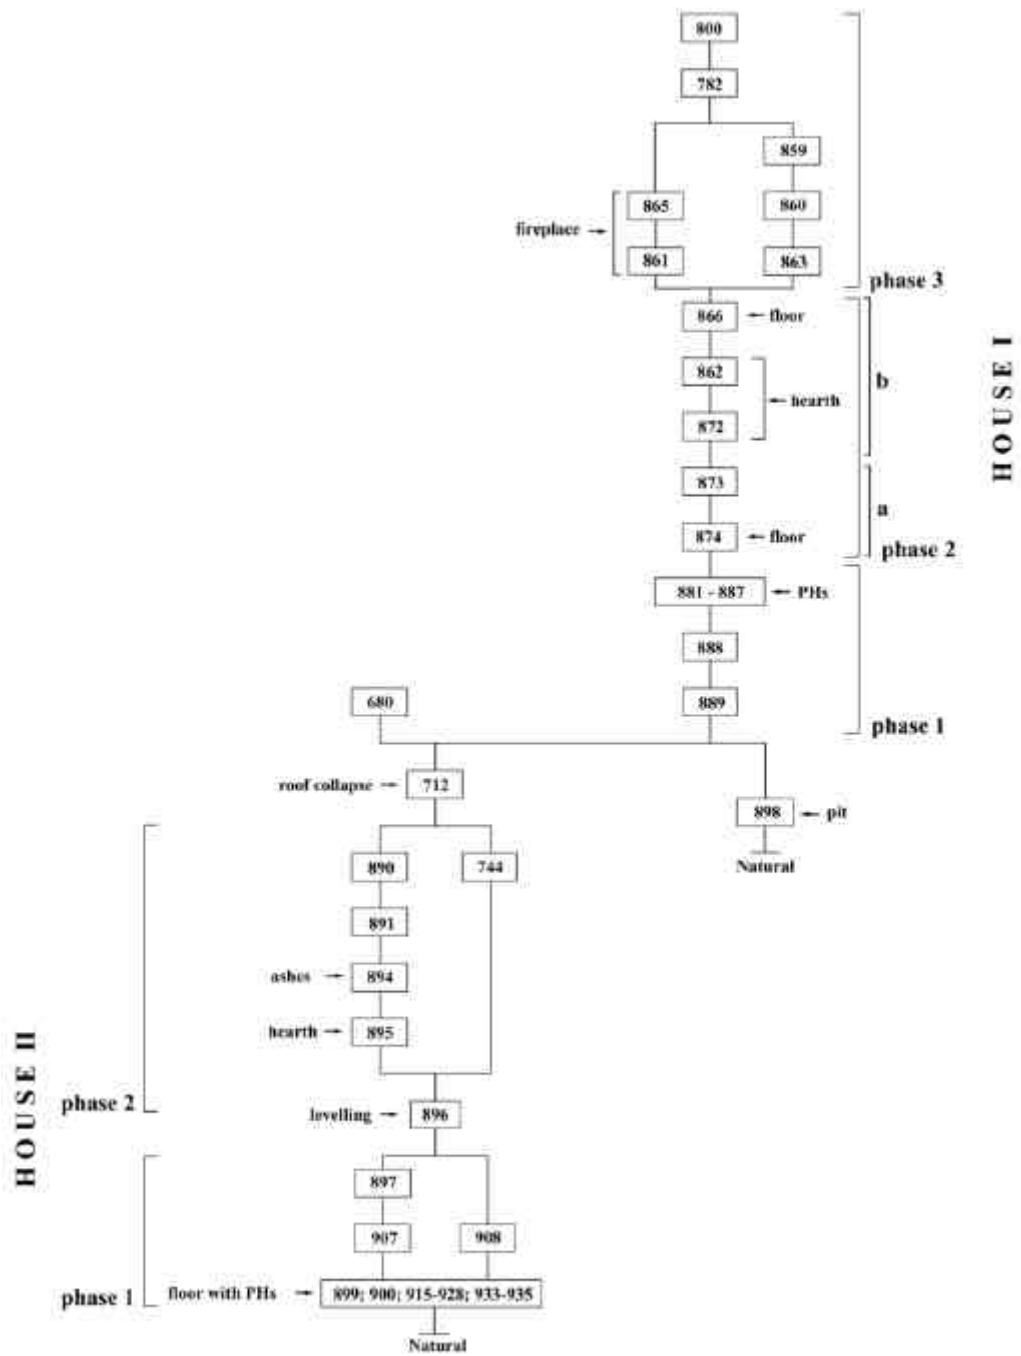 800
782
859
865
860
fireplace
861
863
phase 3
866
floor
862
b
hearth
872
HOUSE I
873
a
874
floor
phase 2
881 - 887
PHs
888
680
889
phase 1
roof collapse
712
898
pit
Natural
890
744
891
ashes
894
hearth
895
HOUSE II
phase 2
levelling
896
897
907
908
phase 1
floor with PHs
899; 900; 915-928; 933-935
Natural